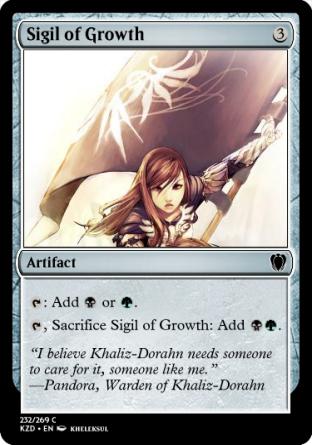 Sigil of Growth 3
Artifact
: Add or .
, Sacrifice Sigil of Growth: Add .
“I believe Khaliz-Dorahn needs someone
to care for it, someone like me.”
—Pandora, Warden of Khaliz-Dorahn
232/269 C
KZD • EN KHELEKSUL